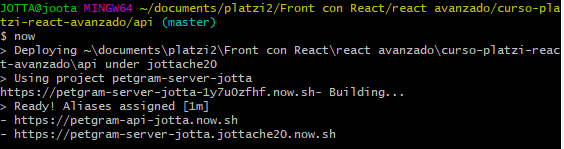 JOTTA@joota MINGW64 ~/documents/platzi2/Front con React/react avanzado/curso-pla
tzi-react-avanzado/api (master)
$ now
> Deploying ~\documents\platzi2\Front con React\react avanzado\curso-platzi-reac
t-avanzado\api under jottache20
> Using project petgram-server-jotta
https://petgram-server-jotta-1y7u0zfhf.now.sh- Building...
> Ready! Aliases assigned [1m]
- https://petgram-api-jotta.now.sh
- https://petgram-server-jotta.jottache20.now.sh